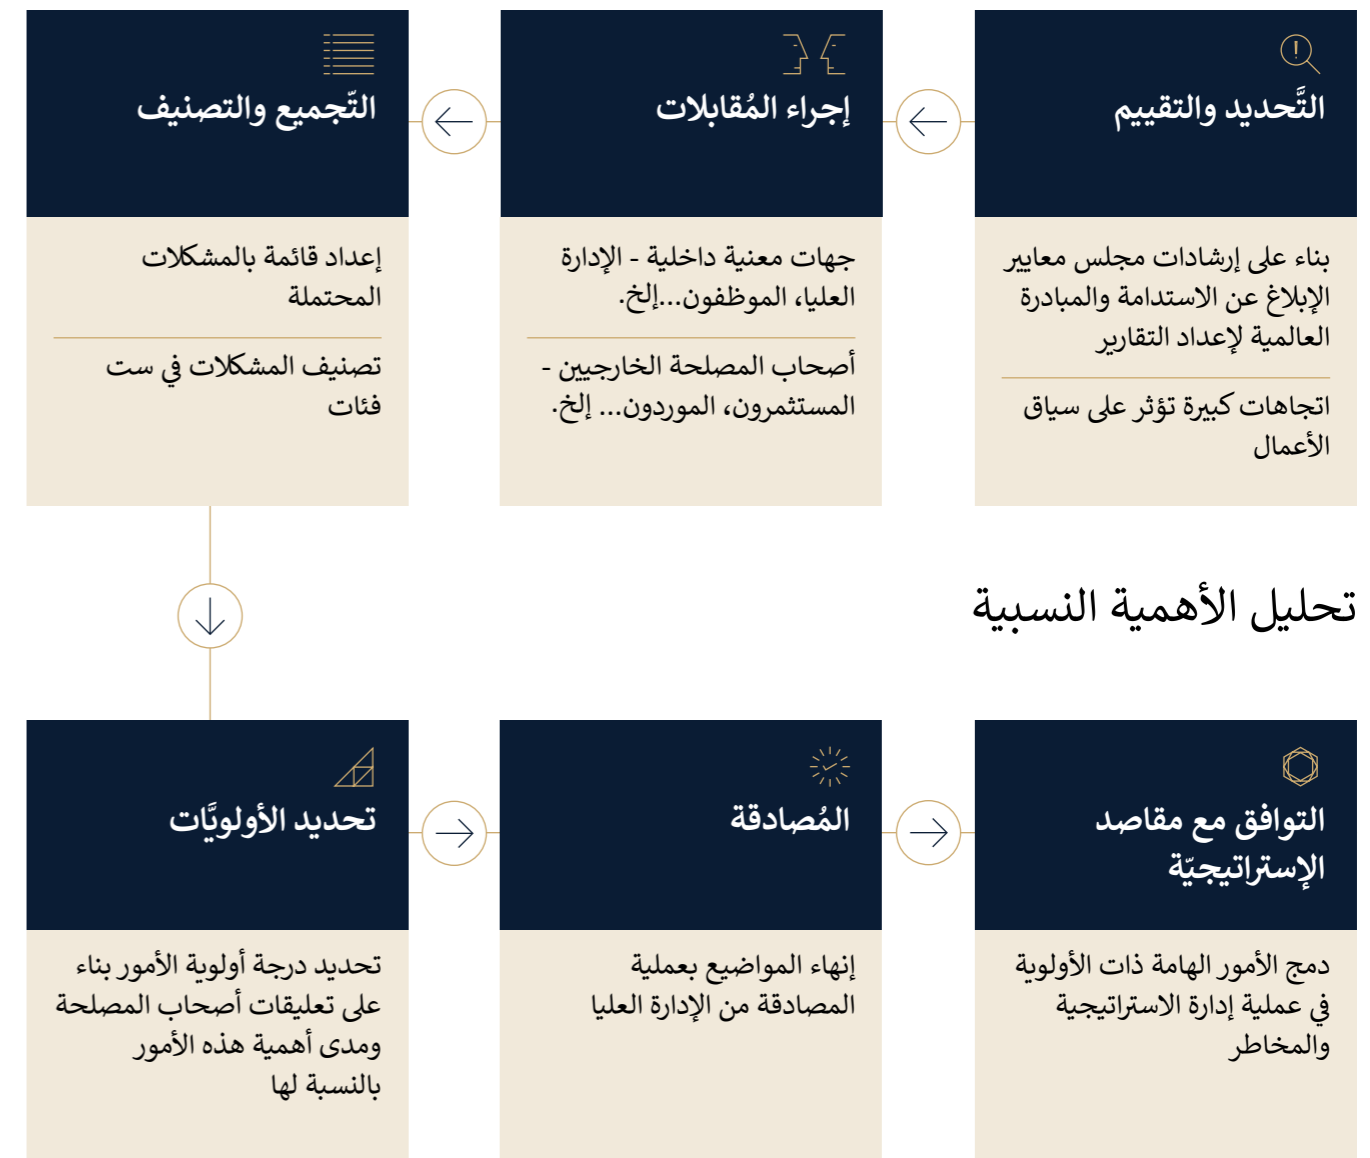 التَّحديد والتقييم
بناء على إرشادات مجلس معايير
الإبلاغ عن الاستدامة والمبادرة
العالمية لإعداد التقارير
اتجاهات كبيرة تؤثر على سياق
الأعمال
إجراء المُقابلات
جهات معنية داخلية - الإدارة
العليا، الموظفون...إلخ.
أصحاب المصلحة الخارجيين -
المستثمرون، الموردون... إلخ.
التّجميع والتصنيف
إعداد قائمة بالمشكلات
المحتملة
تصنيف المشكلات في ست
فئات
تحليل الأهمية النسبية
تحديد الأولويَّات
تحديد درجة أولوية الأمور بناء
على تعليقات أصحاب المصلحة
ومدى أهمية هذه الأمور
بالنسبة لها
المُصادقة
إنهاء المواضيع بعملية
المصادقة من الإدارة العليا
التوافق مع مقاصد
الإستراتيجيّة
دمج الأمور الهامة ذات الأولوية
في عملية إدارة الاستراتيجية
والمخاطر